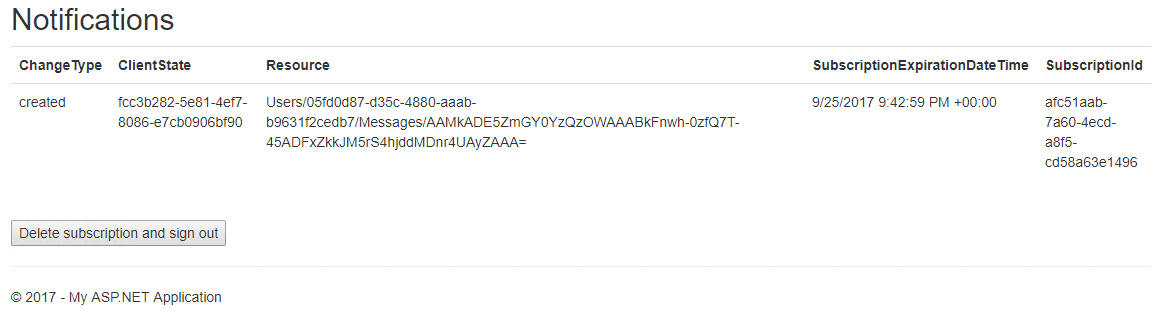 Notifications
ChangeType ClientState Resource SubscriptionExpirationDateTime SubscriptionId
created fcc3b282-5e81-4ef7- Users/05fd0d87-d35c-4880-aaab- 9/25/2017 9:42:59 PM +00:00 afc51aab-
8086-e7cb0906bf90 b9631f2cedb7/Messages/AAMkADE5ZmGY0YzQzOWAAABkFnwh-0zfQ7T- 7a60-4ecd-
45ADFxZkkJM5rS4hjddMDnr4UAyZAAA= a8f5-
cd58a63e1496
Delete subscription and sign out
© 2017 - My ASP.NET Application